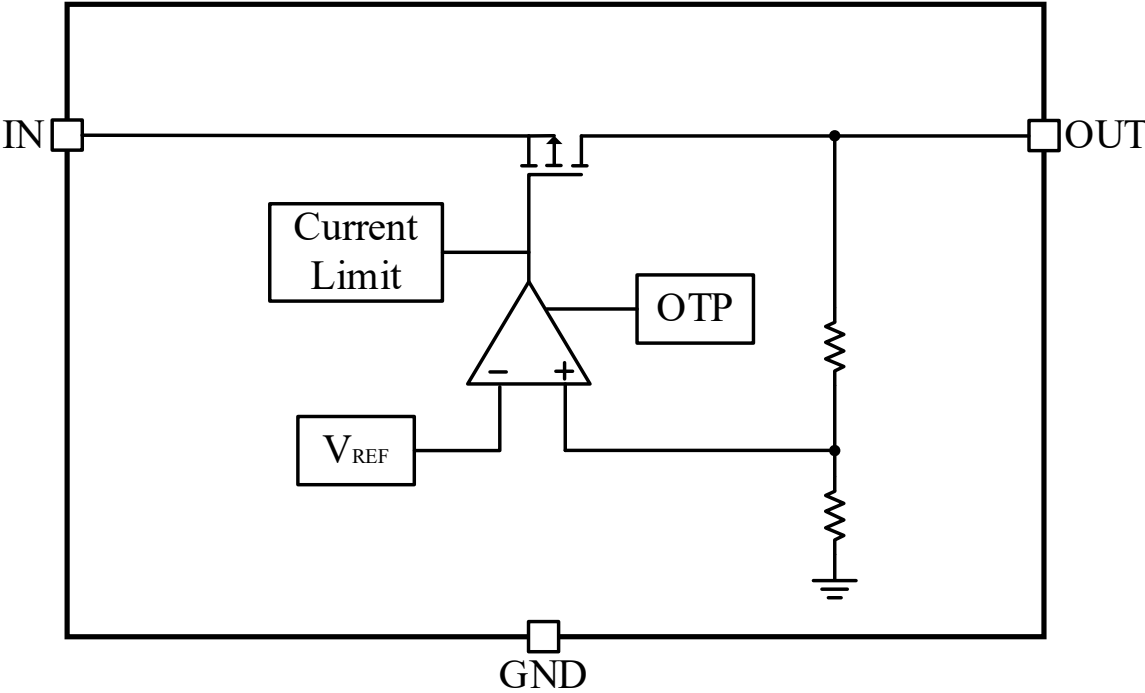 IN
OUT
Current
Limit
OTP
− +
VREF
GND